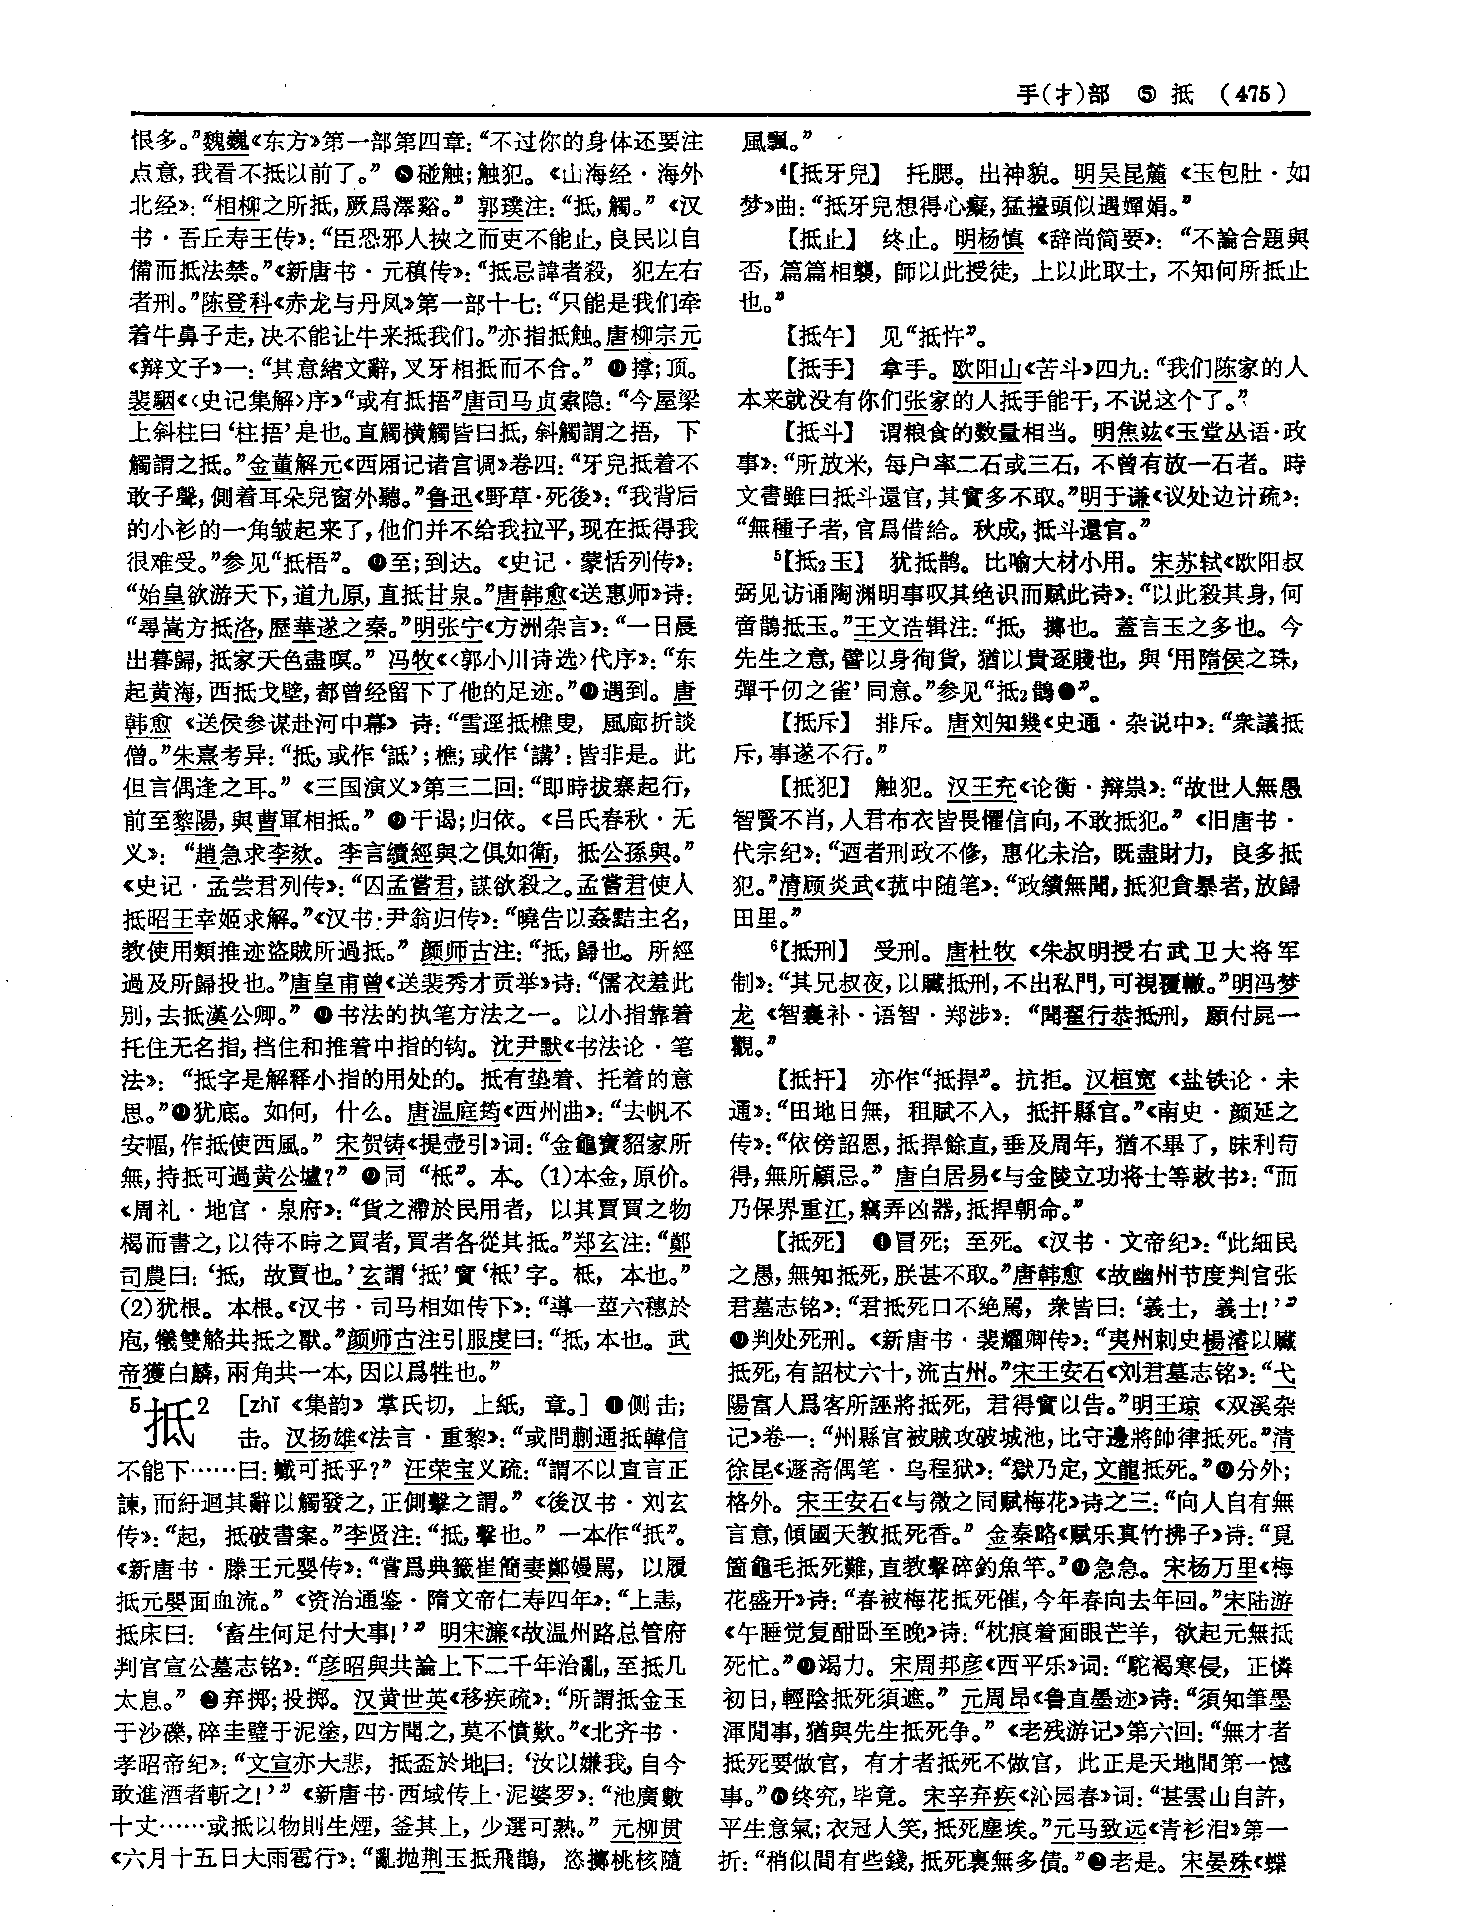 手(扌)部 ⑤ 抵 (475)
恨多。”魏巍《东方》第一部第四章：“不过你的身体还要注
点意，我看不抵以前了。” 碰触；触犯。《山海经·海外
北经》：“相柳之所抵，厥爲澤谿。” 郭璞注：“抵，觸。”《汉
书·吾丘寿王传》：“臣恐邪人挾之而吏不能止，良民以自
備而抵法禁。”《新唐书·元稹传》：“抵忌諱者殺， 犯左右
者刑。”陈登科《赤龙与丹凤》第一部十七：“只能是我们牵
着牛鼻子走，决不能让牛来抵我们。”亦指抵触。唐柳宗元
《辩文子》一：“其意緒文辭，叉牙相抵而不合。” 撑；顶。
裴駰《〈史记集解〉序》“或有抵捂”唐司马贞索隐：“今屋梁
上斜柱曰‘柱捂’是也。直觸横觸皆曰抵，斜觸謂之捂， 下
觸謂之抵。”金董解元《西厢记诸宫调》卷四：“牙兒抵着不
敢子聲，側着耳朵兒窗外聽。”鲁迅《野草·死後》：“我背后
的小衫的一角皱起来了，他们并不给我拉平，现在抵得我
很难受。”参见“抵梧”。 至；到达。《史记·蒙恬列传》：
“始皇欲游天下，道九原，直抵甘泉。”唐韩愈《送惠师》诗：
“尋嵩方抵洛，歷華遂之秦。”明张宁《方洲杂言》：“一日晨
出暮歸，抵家天色盡暝。” 冯牧《〈郭小川诗选〉代序》：“东
起黄海，西抵戈壁，都曾经留下了他的足迹。” 遇到。 唐
韩愈 《送侯参谋赴河中幕》 诗：“雪逕抵樵叟， 風廊折談
僧。”朱熹考异：“抵，或作‘詆’；樵；或作‘講’：皆非是。此
但言偶逢之耳。”《三国演义》第三二回：“即時拔寨起行，
前至黎陽，與曹軍相抵。” 干谒；归依。《吕氏春秋·无
义》：“趙急求李欬。李言續經與之俱如衛， 抵公孫與。”
《史记·孟尝君列传》：“囚孟嘗君，謀欲殺之。孟嘗君使人
抵昭王幸姬求解。”《汉书·尹翁归传》：“曉告以姦黠主名，
教使用類推迹盜賊所過抵。” 颜师古注：“抵，歸也。所經
過及所歸投也。”唐皇甫曾《送裴秀才贡举》诗：“儒衣羞此
别，去抵漢公卿。” 书法的执笔方法之一。以小指靠着
托住无名指，挡住和推着中指的钩。沈尹默《书法论·笔
法》：“抵字是解释小指的用处的。抵有垫着、托着的意
思。” 犹底。如何，什么。唐温庭筠《西州曲》：“去帆不
安幅，作抵使西風。” 宋贺铸《提壶引》词：“金龜寶貂家所
無，持抵可過黄公壚？” 同“柢”。本。(1)本金，原价。
《周礼·地官·泉府》：“貨之滯於民用者， 以其賈買之物
楬而書之，以待不時之買者，買者各從其抵。”郑玄注：“鄭
司農曰：‘抵，故賈也。’玄謂‘抵’實‘柢’字。柢，本也。”
(2)犹根。本根。《汉书·司马相如传下》：“導一莖六穗於
庖，犧雙觡共抵之獸。”颜师古注引服虔曰：“抵，本也。武
帝獲白麟，兩角共一本，因以爲牲也。”
5抵2 [zhǐ 《集韵》 掌氏切， 上紙， 章。] ❶侧击；
击。汉扬雄《法言·重黎》：“或問蒯通抵韓信
不能下……曰：巇可抵乎？” 汪荣宝义疏：“謂不以直言正
諫，而紆迴其辭以觸發之，正側擊之謂。”《後汉书·刘玄
传》：“起， 抵破書案。”李贤注：“抵，擊也。” 一本作“扺”。
《新唐书·滕王元婴传》：“嘗爲典籤崔簡妻鄭嫚駡， 以履
抵元嬰面血流。”《资治通鉴·隋文帝仁寿四年》：“上恚，
抵床曰：‘畜生何足付大事！’” 明宋濂《故温州路总管府
判官宣公墓志铭》：“彦昭與共論上下二千年治亂，至抵几
太息。” ❷弃掷；投掷。汉黄世英《移疾疏》：“所謂抵金玉
于沙礫，碎圭璧于泥塗，四方聞之，莫不憤歎。”《北齐书·
孝昭帝纪》：“文宣亦大悲， 抵盃於地曰：‘汝以嫌我，自今
敢進酒者斬之！’”《新唐书·西域传上·泥婆罗》：“池廣數
十丈……或抵以物則生煙，釜其上，少選可熟。” 元柳贯
《六月十五日大雨雹行》：“亂抛荆玉抵飛鵲， 恣擲桃核隨
風飄。”
4【抵牙兒】 托腮。出神貌。明吴昆麓 《玉包肚·如
梦》曲：“抵牙兒想得心癡，猛擡頭似遇嬋娟。”
【抵止】 终止。明杨慎 《辞尚简要》：“不論合題與
否，篇篇相襲，師以此授徒，上以此取士，不知何所抵止
也。”
【抵午】 见“抵忤”。
【抵手】 拿手。欧阳山《苦斗》四九：“我们陈家的人
本来就没有你们张家的人抵手能干，不说这个了。”
【抵斗】 谓粮食的数量相当。明焦竑《玉堂丛语·政
事》：“所放米，每户率二石或三石，不曾有放一石者。時
文書雖曰抵斗還官，其實多不取。”明于谦《议处边计疏》：
“無種子者，官爲借給。秋成，抵斗還官。”
5【抵2玉】 犹抵鹊。比喻大材小用。宋苏轼《欧阳叔
弼见访诵陶渊明事叹其绝识而赋此诗》：“以此殺其身，何
啻鵲抵玉。”王文浩辑注：“抵， 擲也。蓋言玉之多也。今
先生之意，譬以身徇貨，猶以貴逐賤也，與‘用隋侯之珠，
彈千仞之雀’同意。”参见“抵2鹊●”。
【抵斥】 排斥。唐刘知幾《史通·杂说中》：“衆議抵
斥，事遂不行。”
【抵犯】 触犯。汉王充《论衡·辩祟》：“故世人無愚
智賢不肖，人君布衣皆畏懼信向，不敢抵犯。”《旧唐书·
代宗纪》：“迺者刑政不修，惠化未洽，既盡財力， 良多抵
犯。”清顾炎武《菰中随笔》：“政績無聞，抵犯貪暴者，放歸
田里。”
6【抵刑】 受刑。唐杜牧 《朱叔明授右武卫大将军
制》：“其兄叔夜，以贓抵刑，不出私門，可視覆轍。”明冯梦
龙《智囊补·语智·郑涉》：“聞翟行恭抵刑， 願付屍一
觀。”
【抵扞】 亦作“抵捍”。抗拒。汉桓宽 《盐铁论·未
通》：“田地日無， 租賦不入， 抵扞縣官。”《南史·颜延之
传》：“依傍詔恩，抵捍餘直，垂及周年， 猶不畢了， 昧利苟
得，無所顧忌。” 唐白居易《与金陵立功将士等敕书》：“而
乃保界重江，竊弄凶器，抵捍朝命。”
【抵死】 ❶冒死； 至死。《汉书·文帝纪》：“此細民
之愚，無知抵死，朕甚不取。”唐韩愈 《故幽州节度判官张
君墓志铭》：“君抵死口不絶駡， 衆皆曰：‘義士，義士！’”
❷判处死刑。《新唐书·裴耀卿传》：“夷州刺史楊濬以贓
抵死，有詔杖六十，流古州。”宋王安石《刘君墓志铭》：“弋
陽富人爲客所誣將抵死， 君得實以告。”明王琼 《双溪杂
记》卷一：“州縣官被賊攻破城池，比守邊將帥律抵死。”清
徐昆《遯斋偶笔·乌程狱》：“獄乃定，文龍抵死。” ❸分外；
格外。宋王安石《与微之同赋梅花》诗之三：“向人自有無
言意，傾國天教抵死香。” 金秦略《赋乐真竹拂子》诗：“覓
箇龜毛抵死難，直教擊碎釣魚竿。” ❹急急。宋杨万里《梅
花盛开》诗：“春被梅花抵死催，今年春向去年回。”宋陆游
《午睡觉复酣卧至晚》诗：“枕痕着面眼芒羊， 欲起元無抵
死忙。” ❺竭力。宋周邦彦《西平乐》词：“駝褐寒侵， 正憐
初日，輕陰抵死須遮。” 元周昂《鲁直墨迹》诗：“須知筆墨
渾閒事，猶與先生抵死争。”《老残游记》第六回：“無才者
抵死要做官， 有才者抵死不做官， 此正是天地間第一憾
事。” ❻终究，毕竟。宋辛弃疾《沁园春》词：“甚雲山自許，
平生意氣；衣冠人笑，抵死塵埃。”元马致远《青衫泪》第一
折：“稍似間有些錢，抵死裏無多債。” ❼老是。宋晏殊《蝶